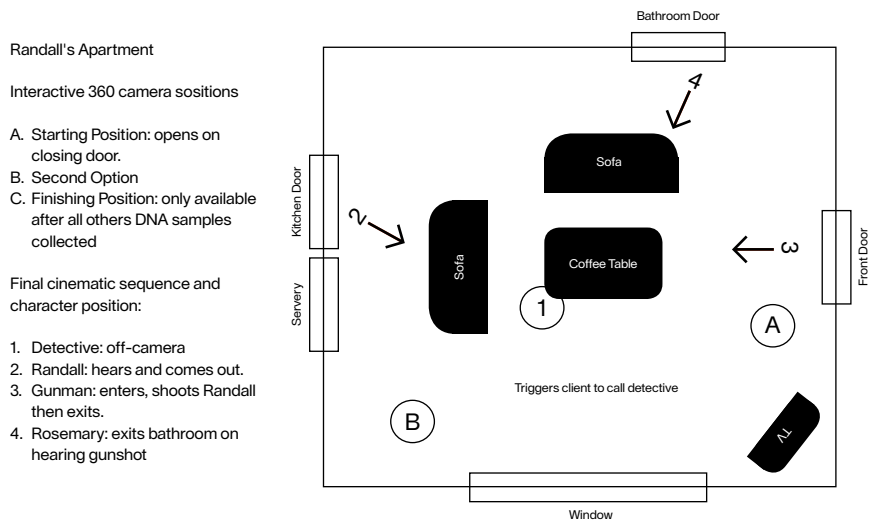 Randall's Apartment
Interactive 360 camera sositions
A. Starting Position: opens on
closing door.
B. Second Option
C. Finishing Position: only available
after all others DNA samples
collected
Final cinematic sequence and
character position:
1. Detective: off-camera
2. Randall: hears and comes out.
3. Gunman: enters, shoots Randall
then exits.
4. Rosemary: exits bathroom on
hearing gunshot
Bathroom Door
4
Sofa
Kitchen Door
2
Sofa
Coffee Table
3
Front Door
Servery
1
A
Triggers client to call detective
B
TV
Window